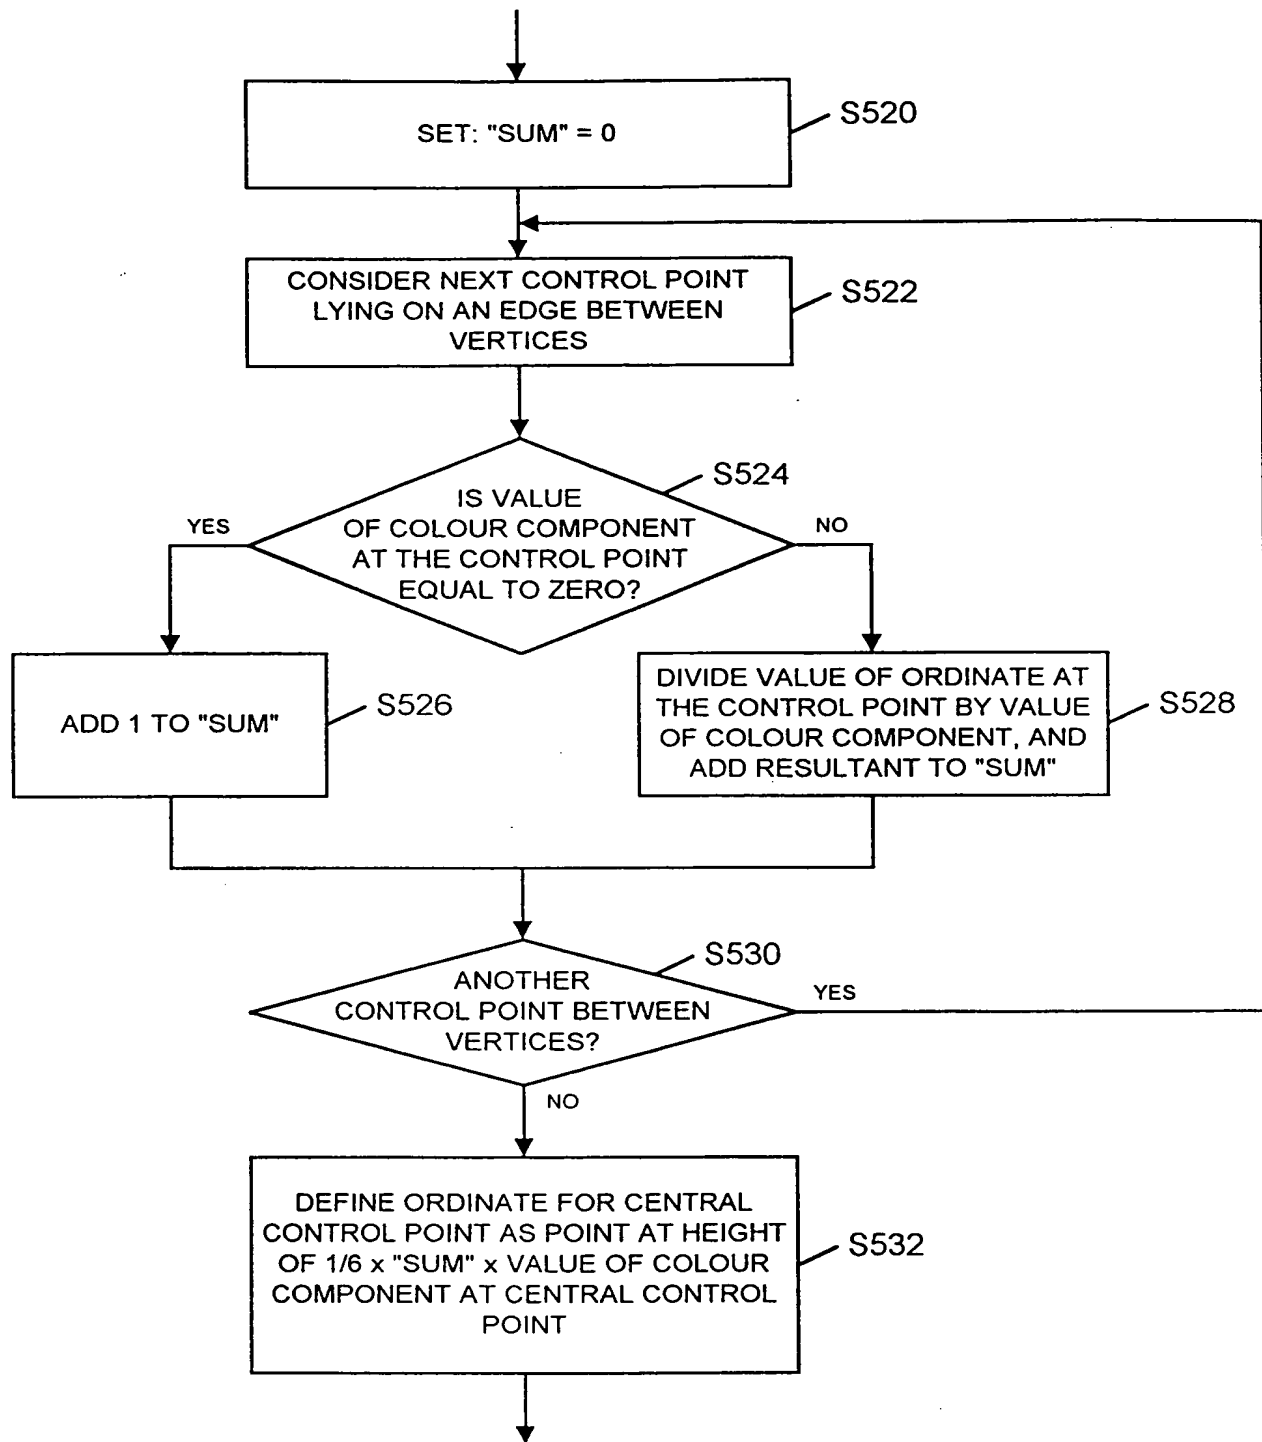 SET: "SUM" = 0
S520
CONSIDER NEXT CONTROL POINT
LYING ON AN EDGE BETWEEN
VERTICES
S522
IS VALUE
OF COLOUR COMPONENT
AT THE CONTROL POINT
EQUAL TO ZERO?
S524
YES
NO
ADD 1 TO "SUM"
S526
DIVIDE VALUE OF ORDINATE AT
THE CONTROL POINT BY VALUE
OF COLOUR COMPONENT, AND
ADD RESULTANT TO "SUM"
S528
ANOTHER
CONTROL POINT BETWEEN
VERTICES?
S530
YES
NO
DEFINE ORDINATE FOR CENTRAL
CONTROL POINT AS POINT AT HEIGHT
OF 1/6 x "SUM" x VALUE OF COLOUR
COMPONENT AT CENTRAL CONTROL
POINT
S532